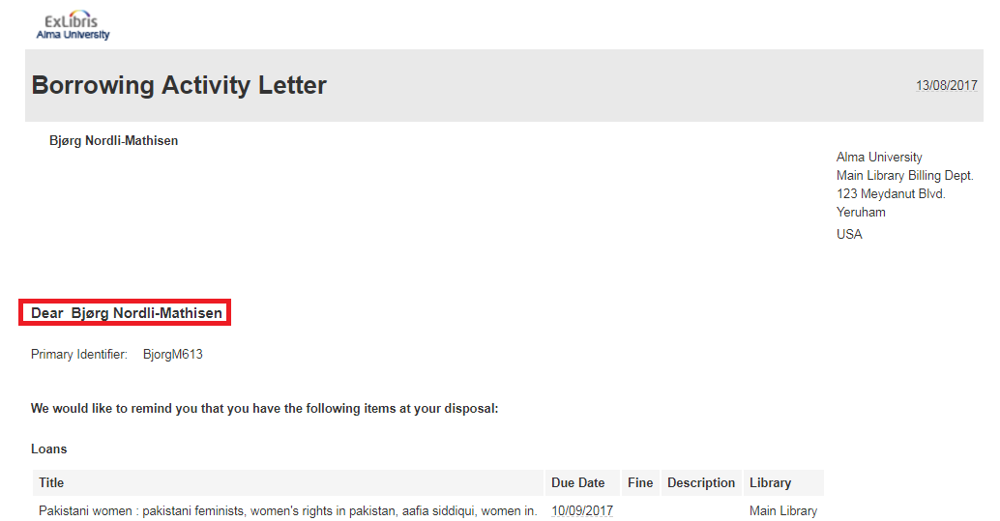 ExLibris
Alma University
Borrowing Activity Letter
13/08/2017
Bjørg Nordli-Mathisen
Alma University
Main Library Billing Dept.
123 Meydanut Blvd.
Yeruham
USA
Dear  Bjørg Nordli-Mathisen
Primary Identifier: BjorgM613
We would like to remind you that you have the following items at your disposal:
Loans
Title Due Date Fine Description Library
Pakistani women : pakistani feminists, women's rights in pakistan, aafia siddiqui, women in. 10/09/2017 Main Library